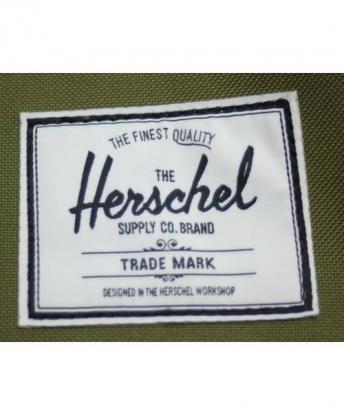 THE FINEST QUALITY
THE
Herschel
SUPPLY CO. BRAND
TRADE MARK
DESIGNED IN THE HERSCHEL WORKSHOP